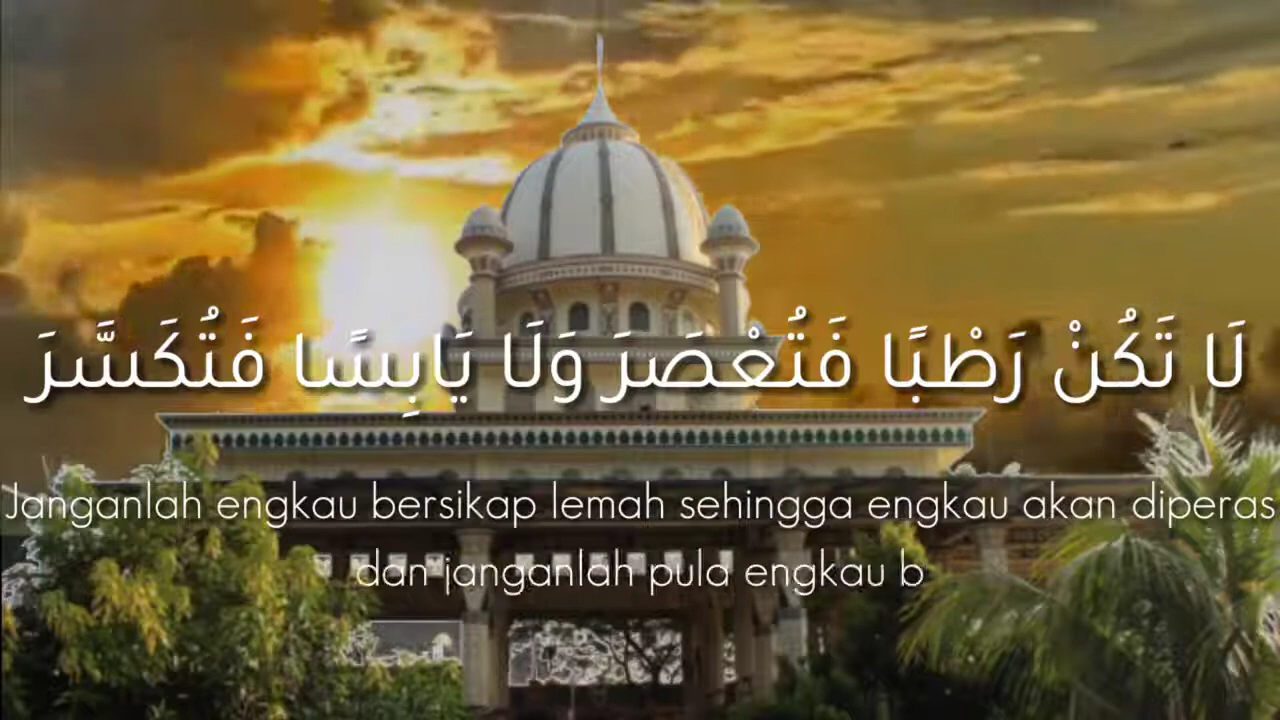 لَا تَكُنْ رَطْبًا فَتُعْصَرَ وَلَا يَابِسًا فَتُكَسَّرَ
Janganlah engkau bersikap lemah sehingga engkau akan diperas
dan janganlah pula engkau b